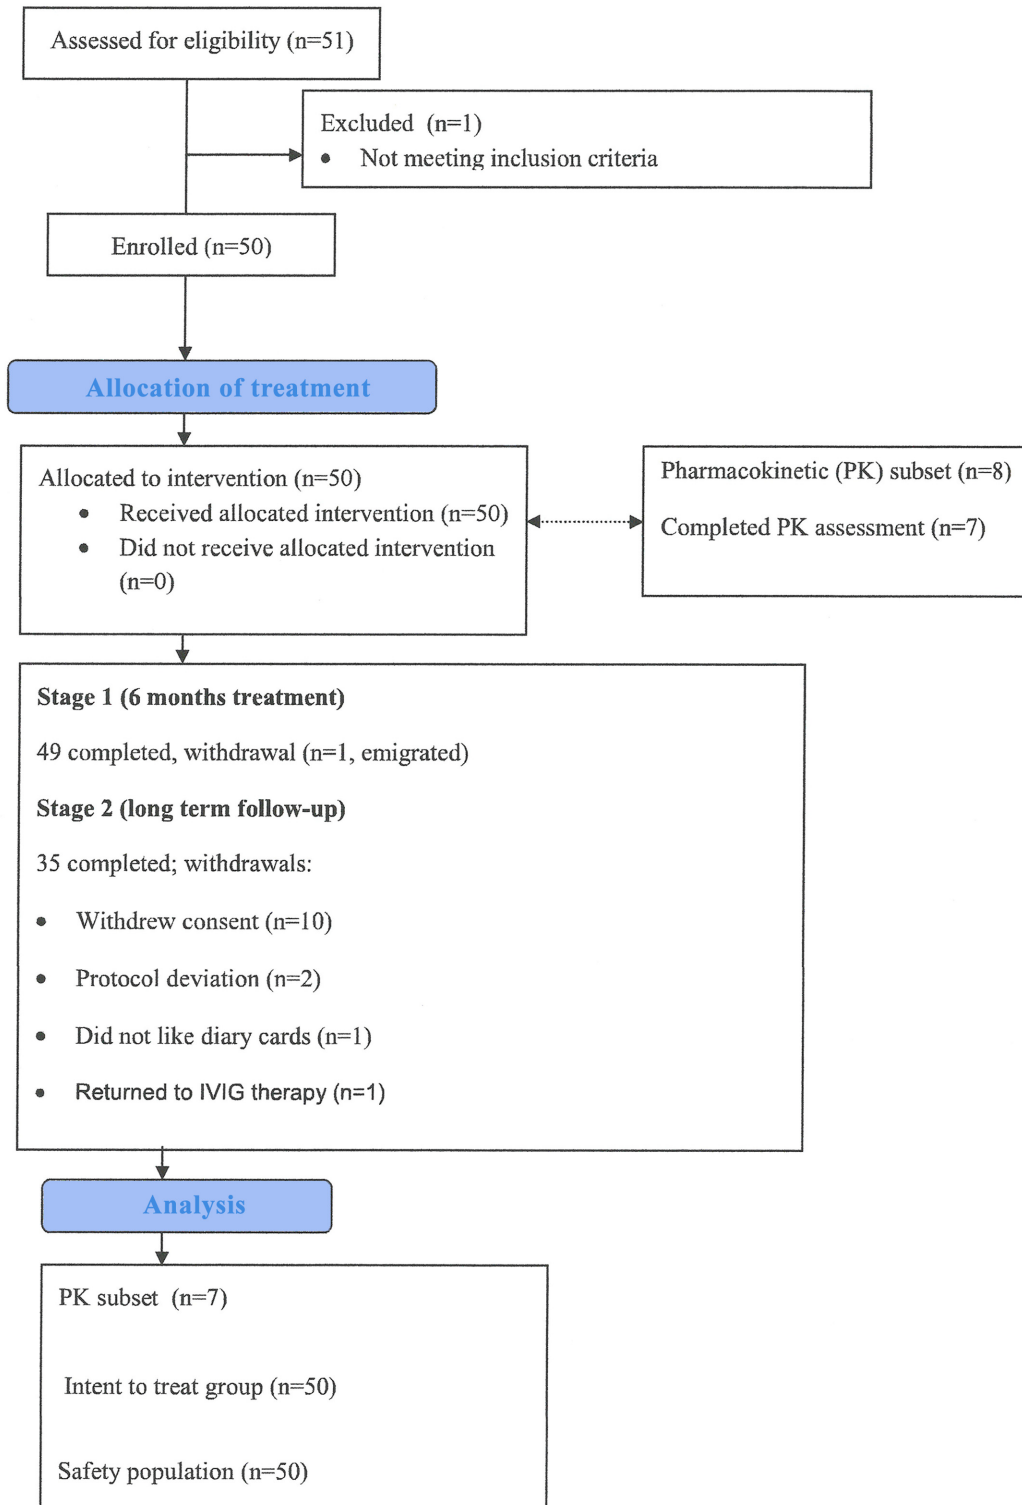 Assessed for eligibility (n=51)
Excluded (n=1)
• Not meeting inclusion criteria
Enrolled (n=50)
Allocation of treatment
Allocated to intervention (n=50)
• Received allocated intervention (n=50)
• Did not receive allocated intervention
(n=0)
Pharmacokinetic (PK) subset (n=8)
Completed PK assessment (n=7)
Stage 1 (6 months treatment)
49 completed, withdrawal (n=1, emigrated)
Stage 2 (long term follow-up)
35 completed; withdrawals:
• Withdrew consent (n=10)
• Protocol deviation (n=2)
• Did not like diary cards (n=1)
• Returned to IVIG therapy (n=1)
Analysis
PK subset (n=7)
Intent to treat group (n=50)
Safety population (n=50)